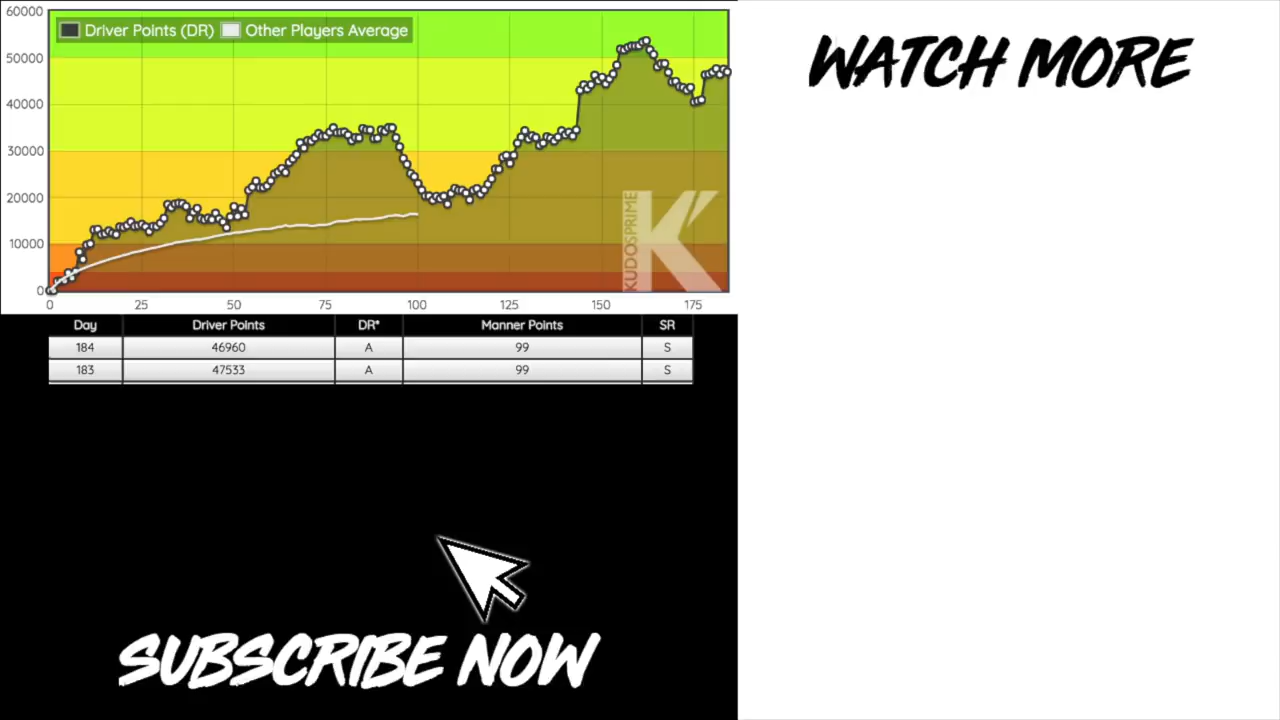 60000
50000
40000
30000
20000
10000
0
Driver Points (DR) Other Players Average
KUDOSPRIME
K'
0 25 50 75 100 125 150 175
Day Driver Points DR* Manner Points SR
184 46960 A 99 S
183 47533 A 99 S
SUBSCRIBE NOW
WATCH MORE